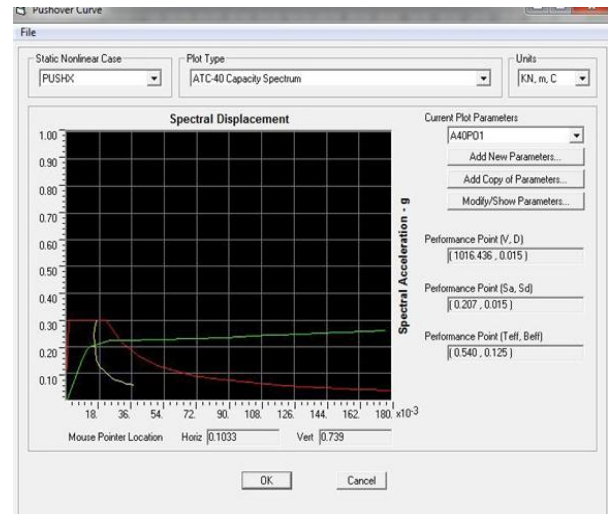 Pushover Curve
File
Static Nonlinear Case
PUSHX
Plot Type
ATC-40 Capacity Spectrum
Units
KN, m, C
Spectral Displacement
1.00
0.90
0.80
0.70
0.60
0.50
0.40
0.30
0.20
0.10
18. 36. 54. 72. 90. 108. 126. 144. 162. 180. x10-3
Spectral Acceleration - g
Mouse Pointer Location Horiz 0.1033 Vert 0.739
Current Plot Parameters
A40PO1
Add New Parameters...
Add Copy of Parameters...
Modify/Show Parameters...
Performance Point (V, D)
( 1016.436 , 0.015 )
Performance Point (Sa, Sd)
( 0.207 , 0.015 )
Performance Point (Teff, Beff)
( 0.540 , 0.125 )
OK Cancel